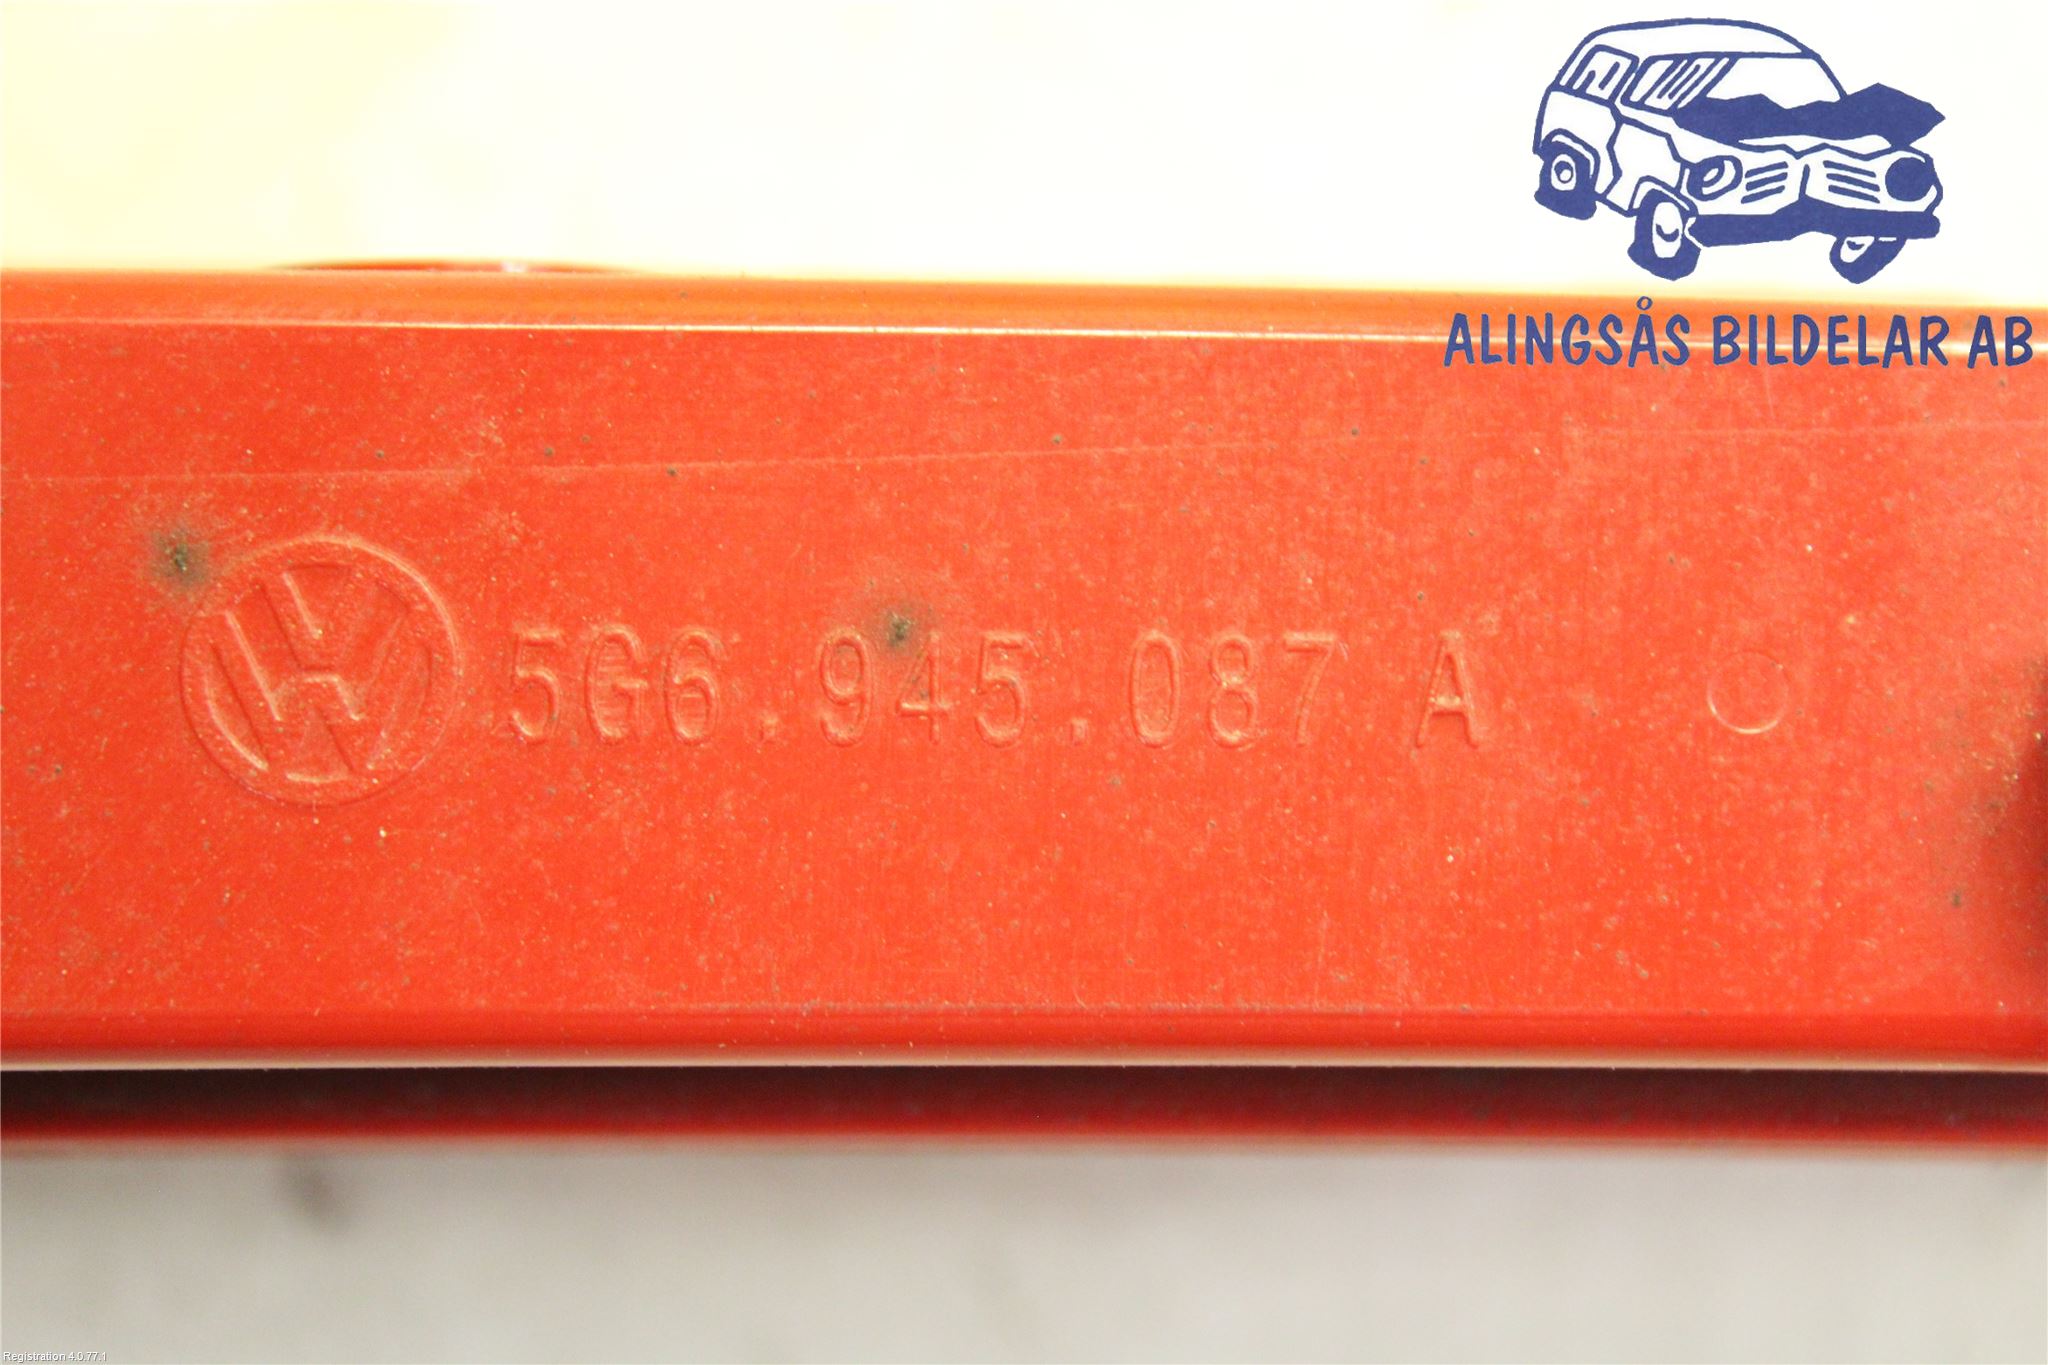 ALINGSÅS BILDELAR AB
5G6.945.087 A
Registration 4.0.77.1